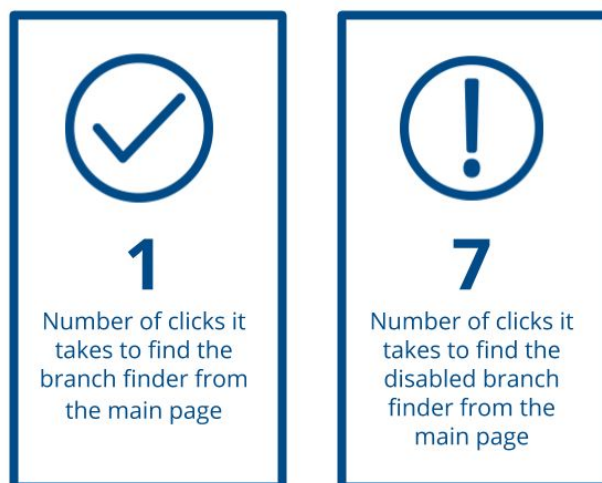 1
Number of clicks it
takes to find the
branch finder from
the main page
7
Number of clicks it
takes to find the
disabled branch
finder from the
main page